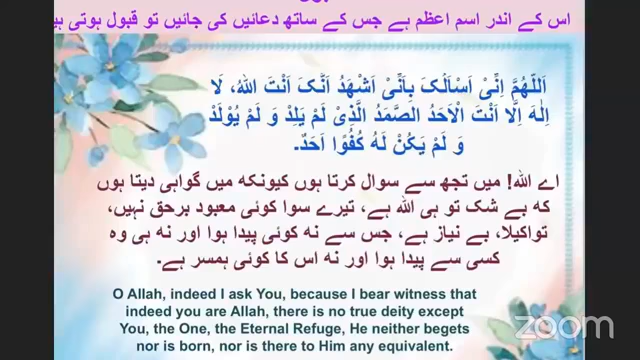 اس کے اندر اسم اعظم ہے جس کے ساتھ دعائیں کی جائیں تو قبول ہوتی ہیں
اَللّٰهُمَّ اِنِّیْ اَسْاَلُکَ بِاَنِّیْ اَشْهَدُ اَنَّکَ اَنْتَ اللهُ، لَا
اِلٰهَ اِلَّا اَنْتَ الْاَحَدُ الصَّمَدُ الَّذِیْ لَمْ یَلِدْ وَ لَمْ یُوْلَدْ
وَ لَمْ یَکُنْ لَهُ کُفُوًا اَحَدٌ۔
اے اللہ! میں تجھ سے سوال کرتا ہوں کیونکہ میں گواہی دیتا ہوں
کہ بے شک تو ہی اللہ ہے، تیرے سوا کوئی معبود برحق نہیں،
تواکیلا، بے نیاز ہے، جس سے نہ کوئی پیدا ہوا اور نہ ہی وہ
کسی سے پیدا ہوا اور نہ اس کا کوئی ہمسر ہے۔
O Allah, indeed I ask You, because I bear witness that
indeed you are Allah, there is no true deity except
You, the One, the Eternal Refuge, He neither begets
nor is born, nor is there to Him any equivalent.
zoom